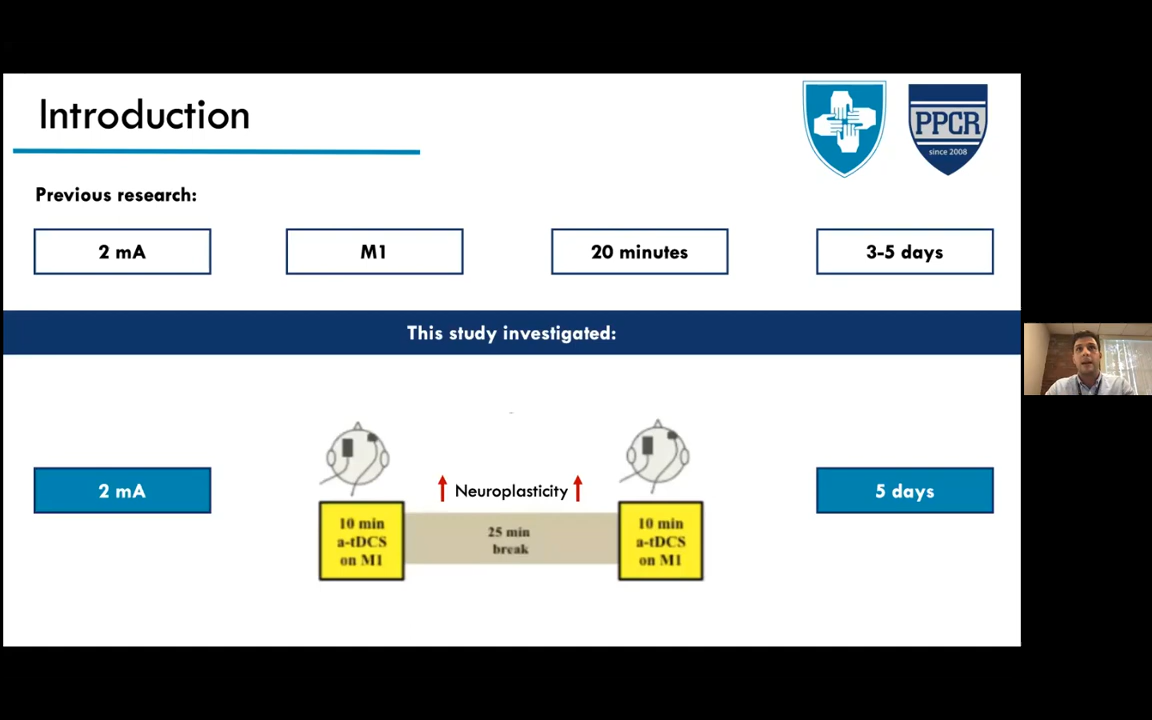 Introduction
PPCR
since 2008
Previous research:
2 mA
M1
20 minutes
3-5 days
This study investigated:
2 mA
Neuroplasticity
5 days
10 min
a-tDCS
on M1
25 min
break
10 min
a-tDCS
on M1